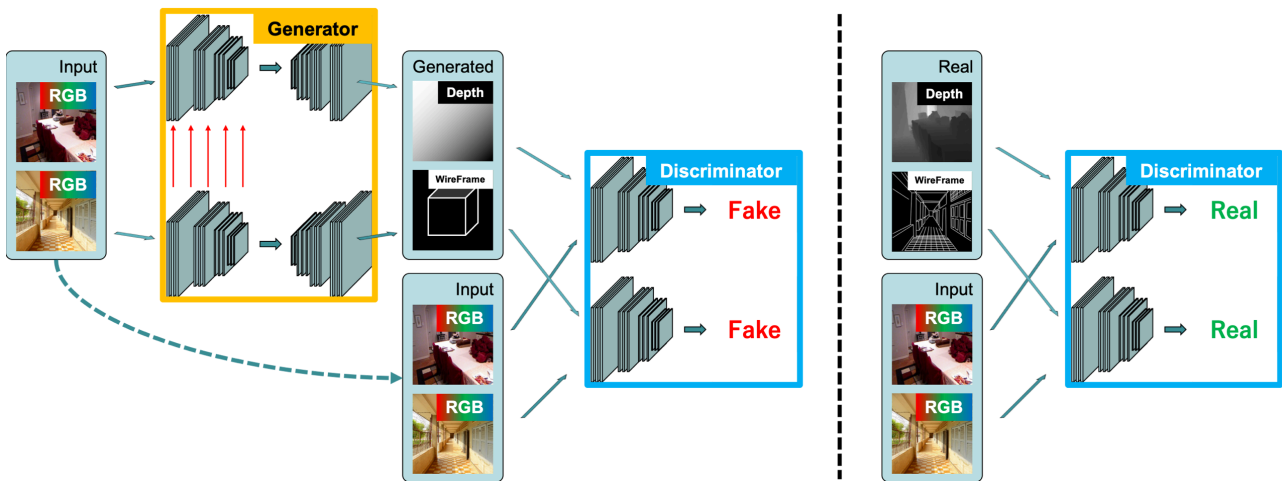 Input
RGB
RGB
Generator
Generated
Depth
WireFrame
Input
RGB
RGB
Discriminator
Fake
Fake
Real
Depth
WireFrame
Input
RGB
RGB
Discriminator
Real
Real